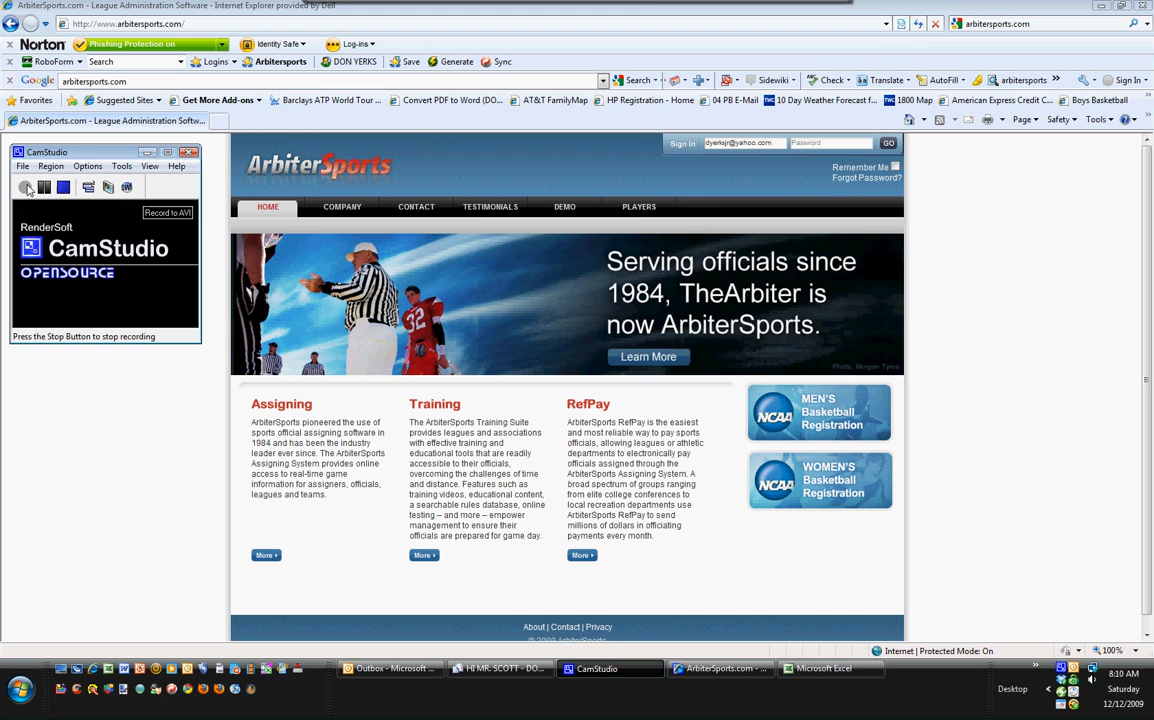 ArbiterSports.com - League Administration Software - Internet Explorer provided by Dell
http://www.arbitersports.com/
arbitersports.com
Norton
Phishing Protection on
Identity Safe
Log-ins
RoboForm
Search
Logins
Arbitersports
DON YERKS
Save
Generate
Sync
Google
arbitersports.com
Search
Sidewiki
Check
Translate
AutoFill
arbitersports
Sign In
Favorites
Suggested Sites
Get More Add-ons
Barclays ATP World Tour ...
Convert PDF to Word (DO...
AT&T FamilyMap
HP Registration - Home
04 PB E-Mail
10 Day Weather Forecast f...
1800 Map
American Express Credit C...
Boys Basketball
ArbiterSports.com - League Administration Softw...
Page
Safety
Tools
CamStudio
File Region Options Tools View Help
Record to AVI
RenderSoft
CamStudio
OPENSOURCE
Press the Stop Button to stop recording
ArbiterSports
Sign In
dyerksjr@yahoo.com
Password
GO
Remember Me
Forgot Password?
HOME
COMPANY
CONTACT
TESTIMONIALS
DEMO
PLAYERS
Serving officials since
1984, TheArbiter is
now ArbiterSports.
Learn More
Photo: Morgan Tyree
Assigning
ArbiterSports pioneered the use of
sports official assigning software in
1984 and has been the industry
leader ever since. The ArbiterSports
Assigning System provides online
access to real-time game
information for assigners, officials,
leagues and teams.
More
Training
The ArbiterSports Training Suite
provides leagues and associations
with effective training and
educational tools that are readily
accessible to their officials,
overcoming the challenges of time
and distance. Features such as
training videos, educational content,
a searchable rules database, online
testing – and more – empower
management to ensure their
officials are prepared for game day.
More
RefPay
ArbiterSports RefPay is the easiest
and most reliable way to pay sports
officials, allowing leagues or athletic
departments to electronically pay
officials assigned through the
ArbiterSports Assigning System. A
broad spectrum of groups ranging
from elite college conferences to
local recreation departments use
ArbiterSports RefPay to send
millions of dollars in officiating
payments every month.
More
NCAA
MEN'S
Basketball
Registration
NCAA
WOMEN'S
Basketball
Registration
About | Contact | Privacy
© 2009 ArbiterSports
Internet | Protected Mode: On
100%
Outbox - Microsoft ...
HI MR. SCOTT - DO...
CamStudio
ArbiterSports.com - ...
Microsoft Excel
Desktop
8:10 AM
Saturday
12/12/2009